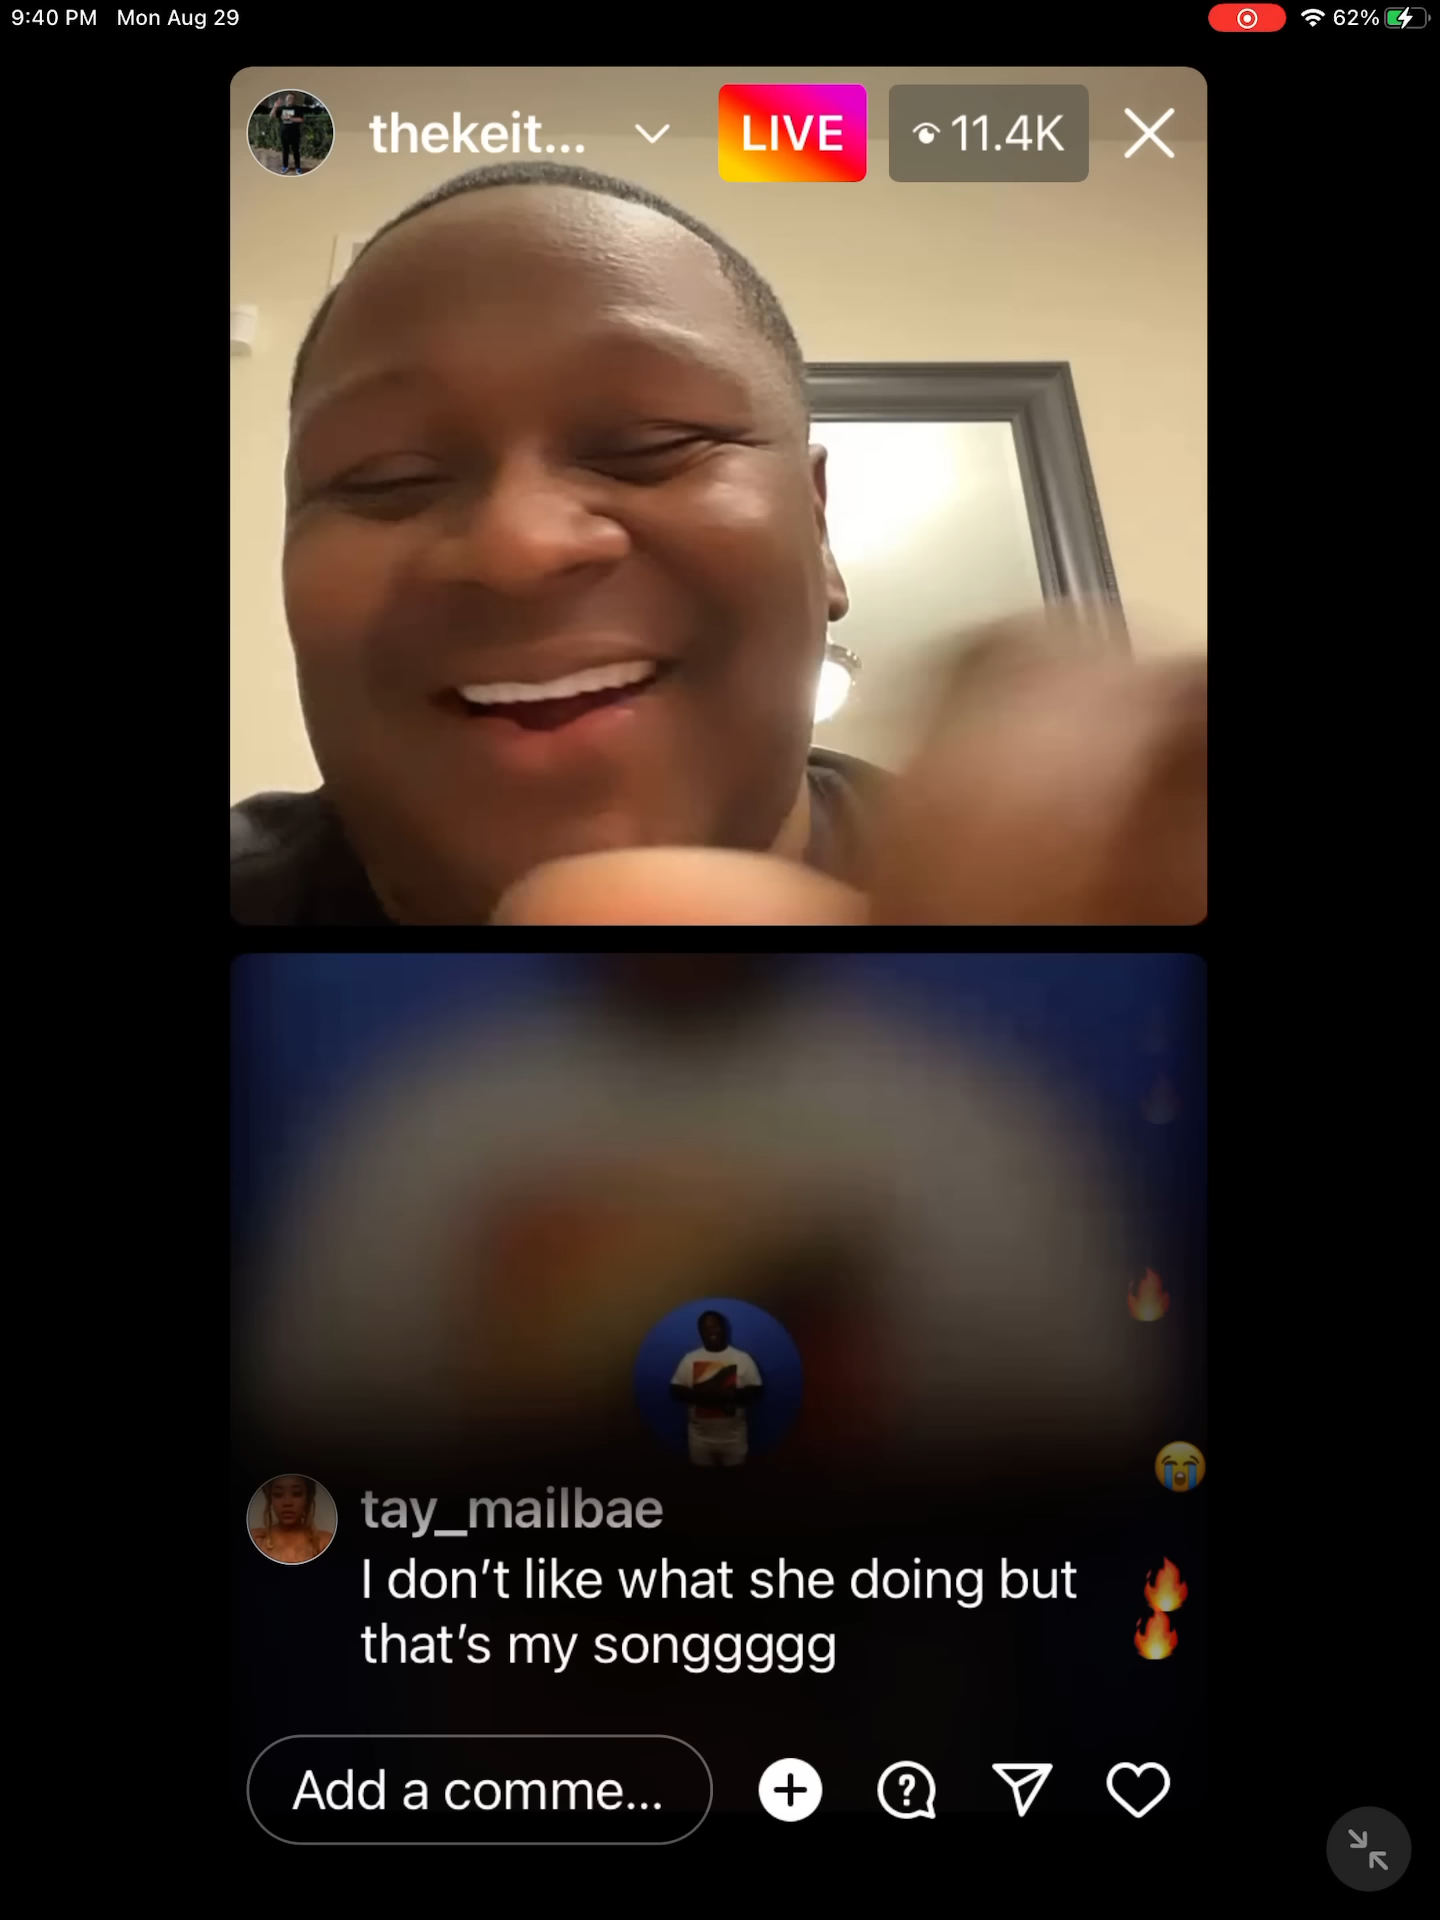 9:40 PM Mon Aug 29
62%
thekeit...
LIVE
11.4K
tay_mailbae
I don't like what she doing but
that's my songgggg
Add a comme...